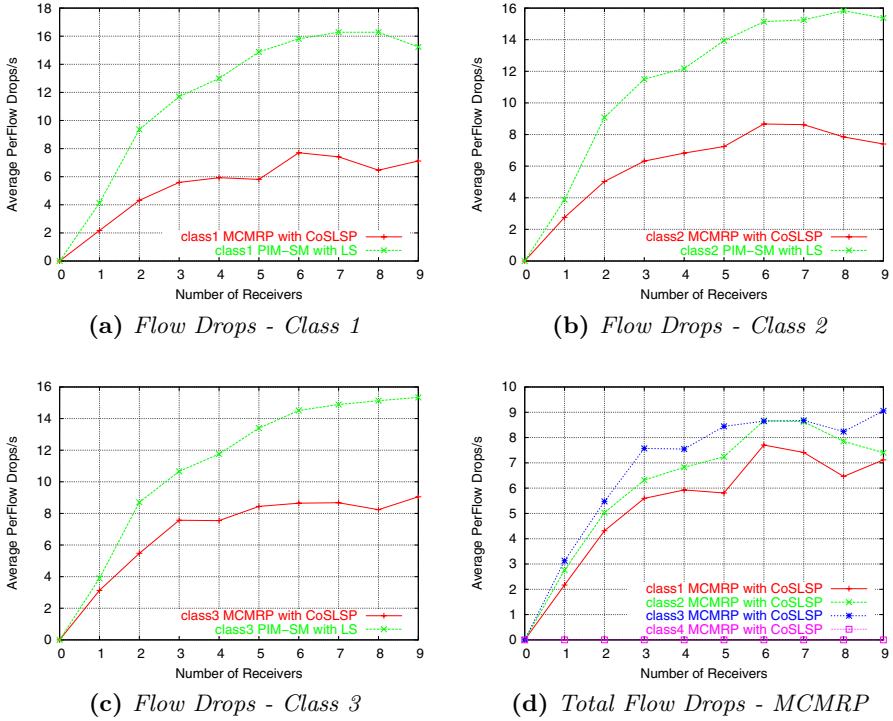 18
16
14
12
10
8
6
4
2
0
Average PerFlow Drops/s
class1 MCMRP with CoSLSP
class1 PIM-SM with LS
0 1 2 3 4 5 6 7 8 9
Number of Receivers
(a) Flow Drops - Class 1
16
14
12
10
8
6
4
2
0
Average PerFlow Drops/s
class2 MCMRP with CoSLSP
class2 PIM-SM with LS
0 1 2 3 4 5 6 7 8 9
Number of Receivers
(b) Flow Drops - Class 2
16
14
12
10
8
6
4
2
0
Average PerFlow Drops/s
class3 MCMRP with CoSLSP
class3 PIM-SM with LS
0 1 2 3 4 5 6 7 8 9
Number of Receivers
(c) Flow Drops - Class 3
10
9
8
7
6
5
4
3
2
1
0
Average PerFlow Drops/s
class1 MCMRP with CoSLSP
class2 MCMRP with CoSLSP
class3 MCMRP with CoSLSP
class4 MCMRP with CoSLSP
0 1 2 3 4 5 6 7 8 9
Number of Receivers
(d) Total Flow Drops - MCMRP